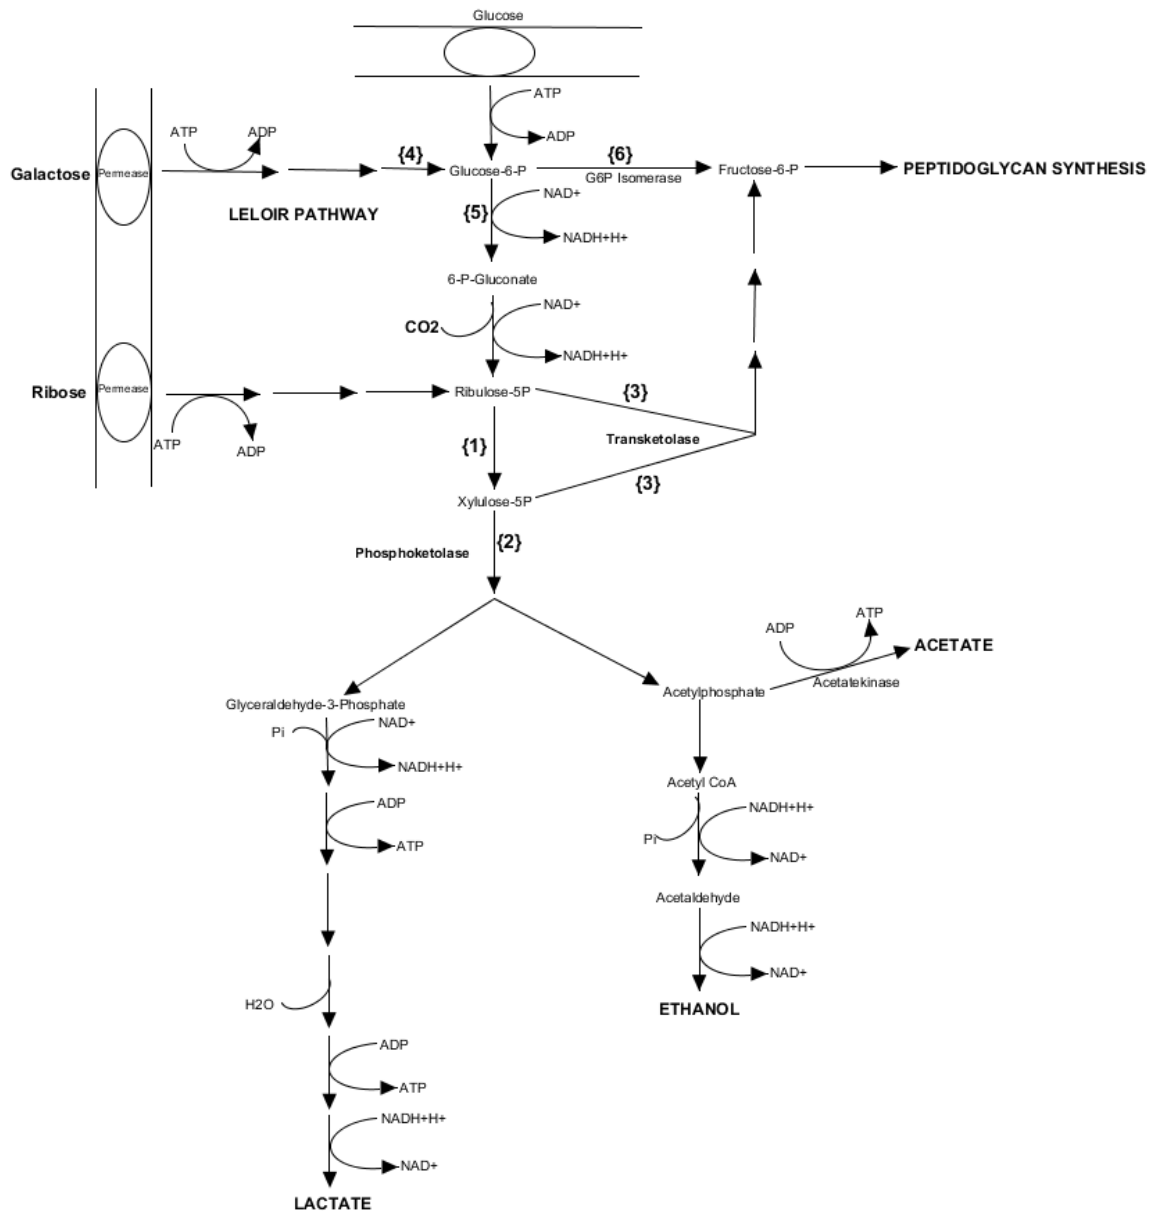 Glucose
ATP
ADP
ATP
ADP
Galactose
Permease
{4}
Glucose-6-P
{6}
G6P Isomerase
Fructose-6-P
PEPTIDOGLYCAN SYNTHESIS
LELOIR PATHWAY
{5}
NAD+
NADH+H+
6-P-Gluconate
CO2
NAD+
NADH+H+
Ribose
Permease
ATP
ADP
Ribulose-5P
{3}
Transketolase
{1}
{3}
Xylulose-5P
Phosphoketolase
{2}
ADP
ATP
ACETATE
Acetatekinase
Glyceraldehyde-3-Phosphate
Acetylphosphate
Pi
NAD+
NADH+H+
ADP
ATP
Acetyl CoA
Pi
NADH+H+
NAD+
Acetaldehyde
NADH+H+
NAD+
ETHANOL
H2O
ADP
ATP
NADH+H+
NAD+
LACTATE